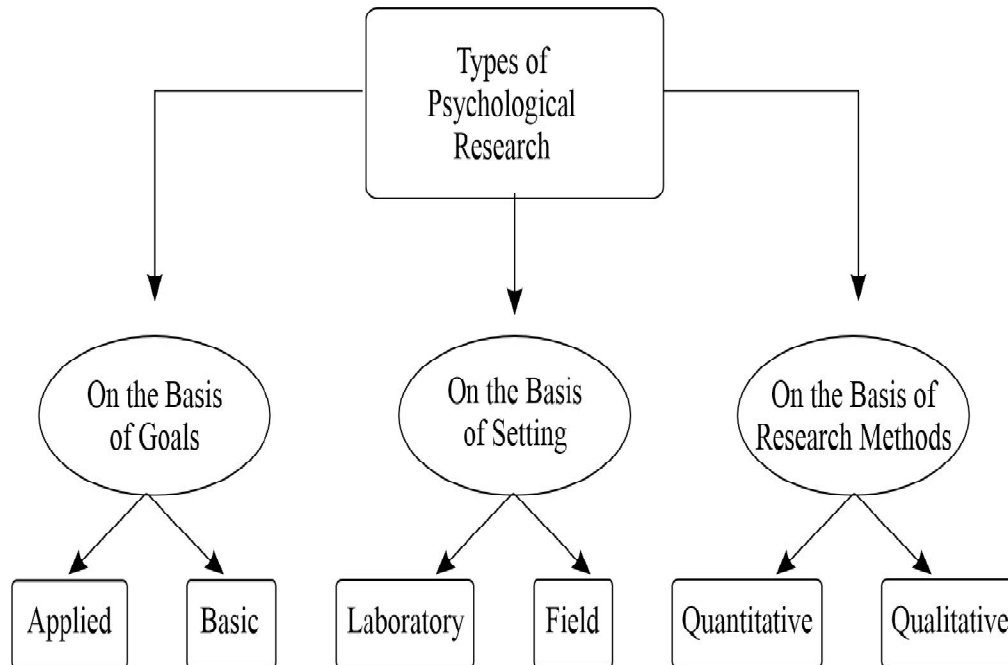 Types of
Psychological
Research
On the Basis
of Goals
On the Basis
of Setting
On the Basis of
Research Methods
Applied
Basic
Laboratory
Field
Quantitative
Qualitative